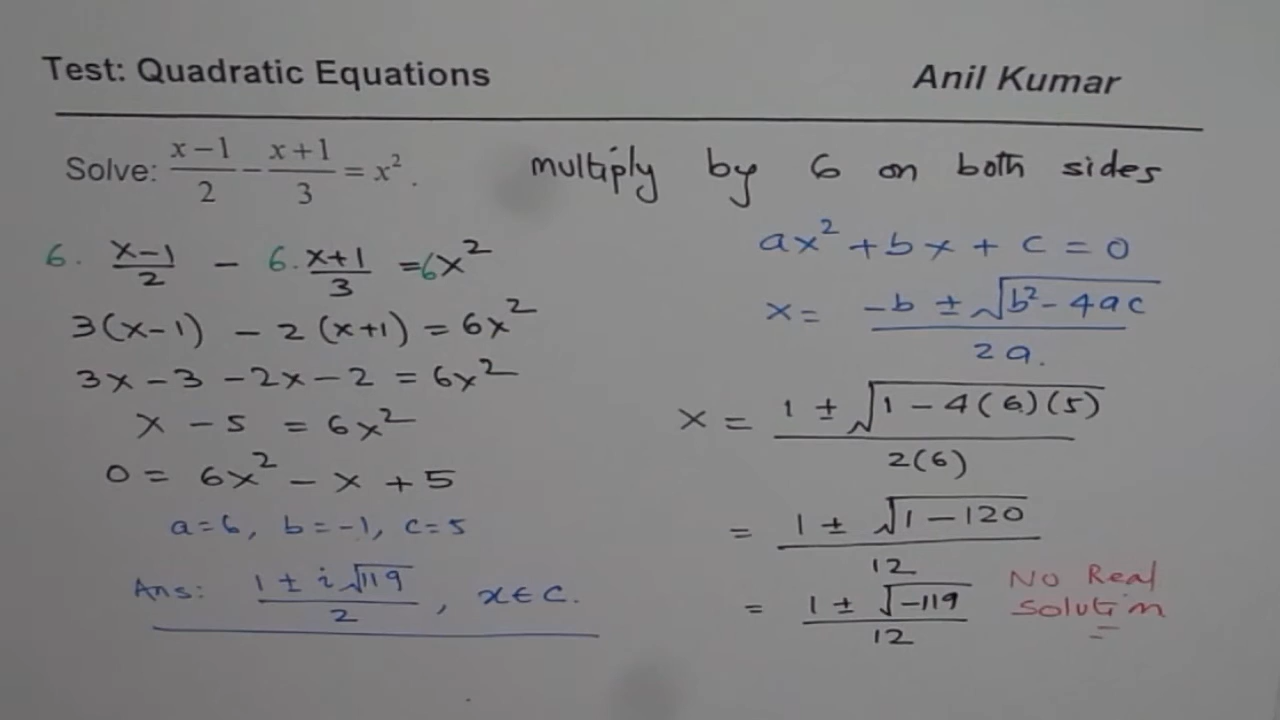 Test: Quadratic Equations
Anil Kumar
Solve: (x-1)/2 - (x+1)/3 = x².
multiply by 6 on both sides
6. (x-1)/2 - 6. (x+1)/3 = 6x²
3(x-1) - 2(x+1) = 6x²
3x - 3 - 2x - 2 = 6x²
x - 5 = 6x²
0 = 6x² - x + 5
a=6, b=-1, c=5
Ans: (1 ± i√119)/2, x∈C.
ax² + bx + c = 0
x = (-b ± √(b² - 4ac))/2a.
x = (1 ± √(1 - 4(6)(5)))/2(6)
= (1 ± √(1 - 120))/12
= (1 ± √(-119))/12
No Real
Solution